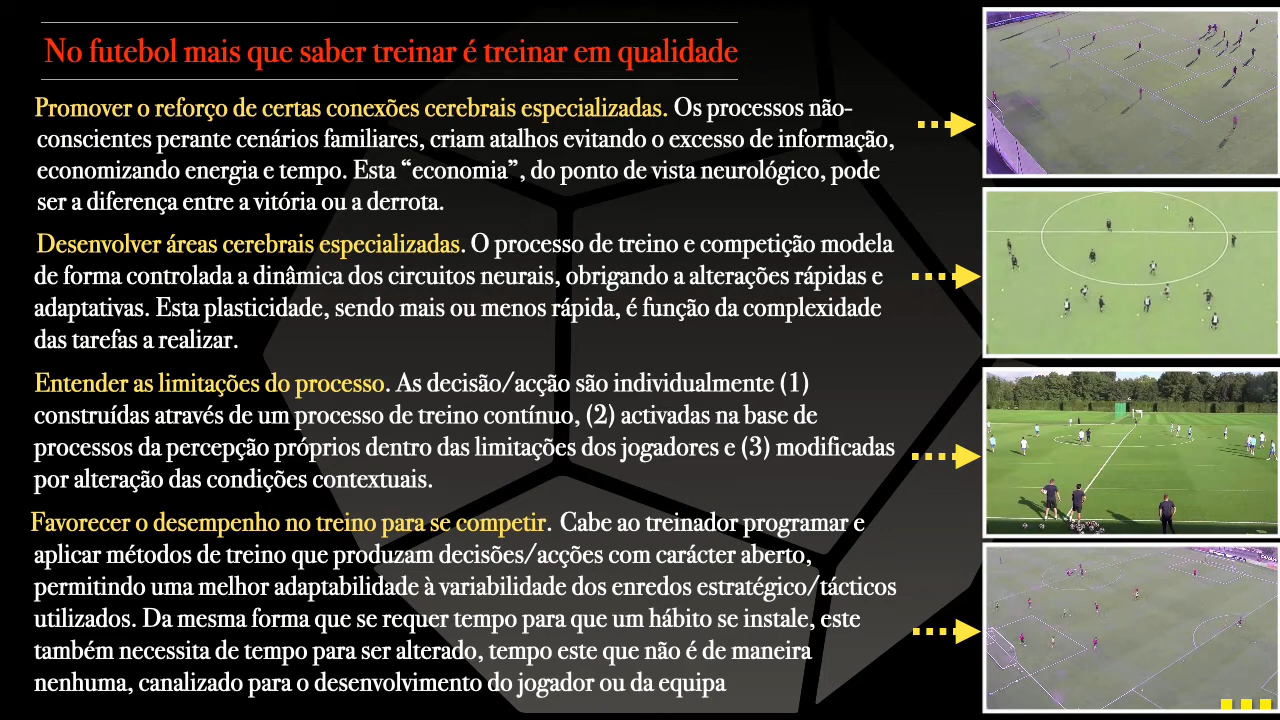 No futebol mais que saber treinar é treinar em qualidade
Promover o reforço de certas conexões cerebrais especializadas. Os processos não-
conscientes perante cenários familiares, criam atalhos evitando o excesso de informação,
economizando energia e tempo. Esta “economia”, do ponto de vista neurológico, pode
ser a diferença entre a vitória ou a derrota.
Desenvolver áreas cerebrais especializadas. O processo de treino e competição modela
de forma controlada a dinâmica dos circuitos neurais, obrigando a alterações rápidas e
adaptativas. Esta plasticidade, sendo mais ou menos rápida, é função da complexidade
das tarefas a realizar.
Entender as limitações do processo. As decisão/acção são individualmente (1)
construídas através de um processo de treino contínuo, (2) activadas na base de
processos da percepção próprios dentro das limitações dos jogadores e (3) modificadas
por alteração das condições contextuais.
Favorecer o desempenho no treino para se competir. Cabe ao treinador programar e
aplicar métodos de treino que produzam decisões/acções com carácter aberto,
permitindo uma melhor adaptabilidade à variabilidade dos enredos estratégico/tácticos
utilizados. Da mesma forma que se requer tempo para que um hábito se instale, este
também necessita de tempo para ser alterado, tempo este que não é de maneira
nenhuma, canalizado para o desenvolvimento do jogador ou da equipa